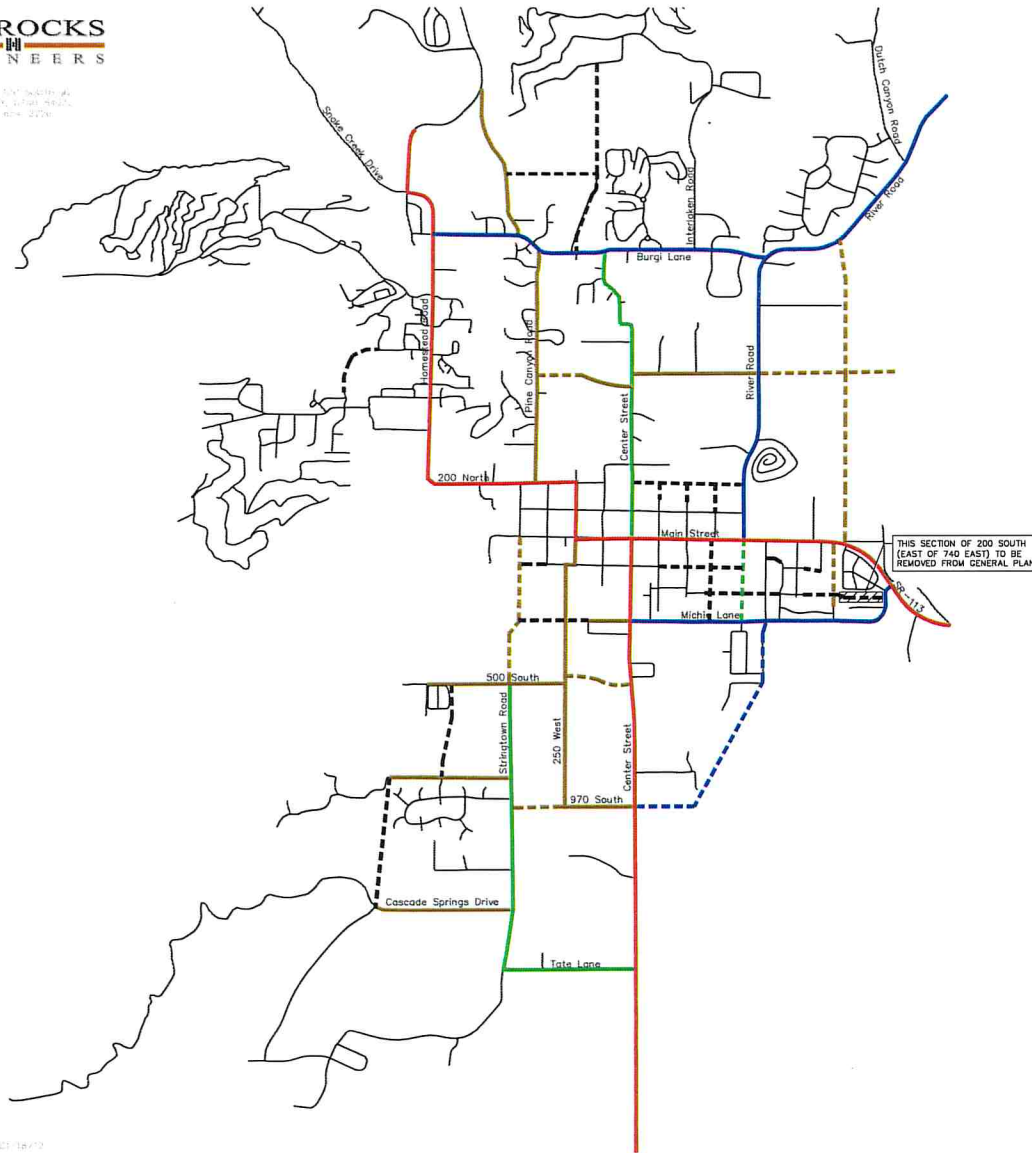 ROCKS
NEERS
Snake Creek Drive
Dutch Canyon Road
River Road
Interlaken Road
Burgi Lane
Homestead Road
Pine Canyon Road
Center Street
River Road
200 North
Main Street
THIS SECTION OF 200 SOUTH
(EAST OF 740 EAST) TO BE
REMOVED FROM GENERAL PLAN
SR-113
Michie Lane
500 South
Stringtown Road
250 West
Center Street
970 South
Cascade Springs Drive
Tate Lane